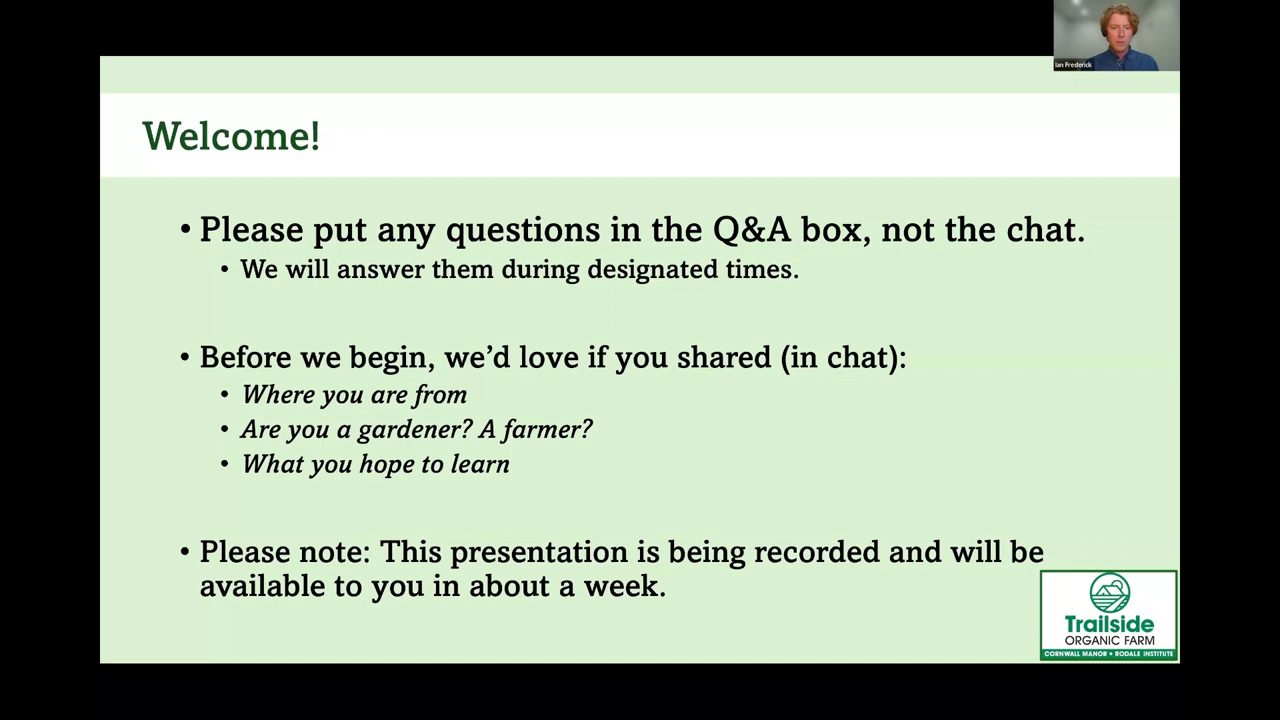 Ian Frederick
Welcome!
• Please put any questions in the Q&A box, not the chat.
• We will answer them during designated times.
• Before we begin, we’d love if you shared (in chat):
• Where you are from
• Are you a gardener? A farmer?
• What you hope to learn
• Please note: This presentation is being recorded and will be
available to you in about a week.
Trailside
ORGANIC FARM
CORNWALL MANOR • RODALE INSTITUTE